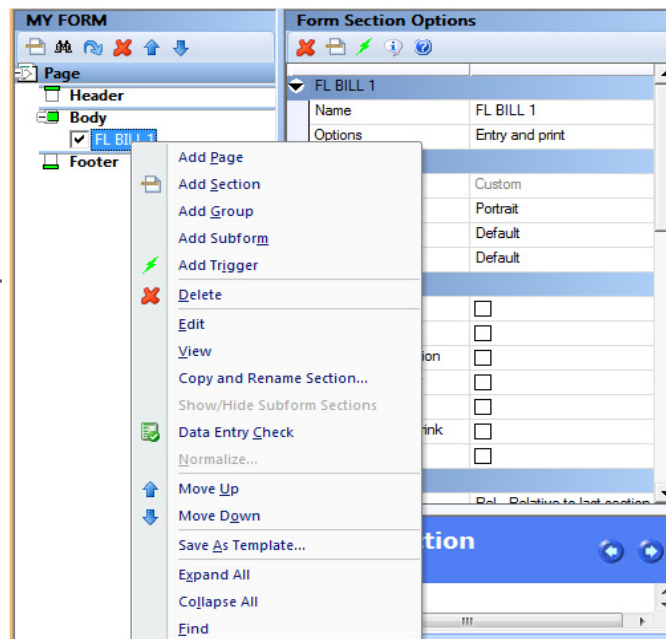 MY FORM
Page
Header
Body
FL BILL 1
Footer
Add Page
Add Section
Add Group
Add Subform
Add Trigger
Delete
Edit
View
Copy and Rename Section...
Show/Hide Subform Sections
Data Entry Check
Normalize...
Move Up
Move Down
Save As Template...
Expand All
Collapse All
Find
Form Section Options
FL BILL 1
Name FL BILL 1
Options Entry and print
Custom
Portrait
Default
Default
ion
rink
Rel - Relative to last section
tion